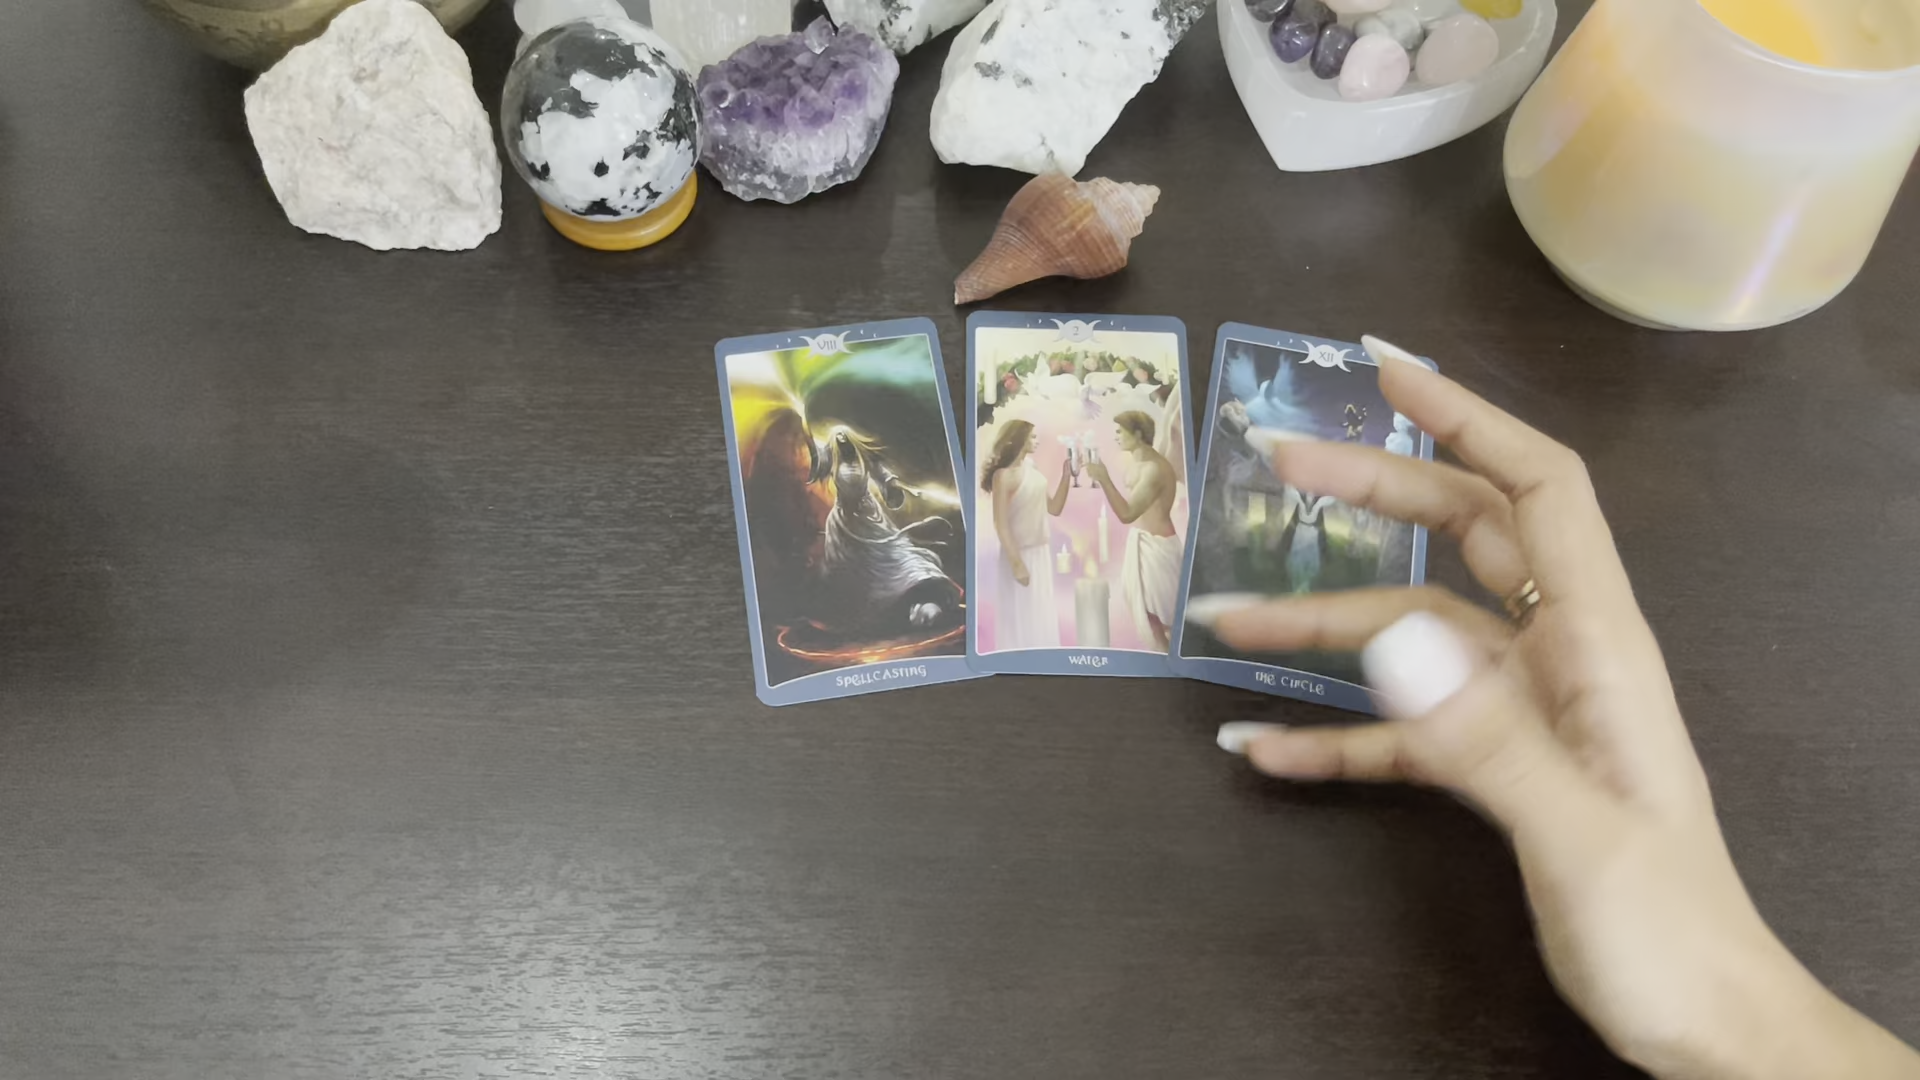 VIII
SPELLCASTING
2
WATER
XII
THE CIRCLE